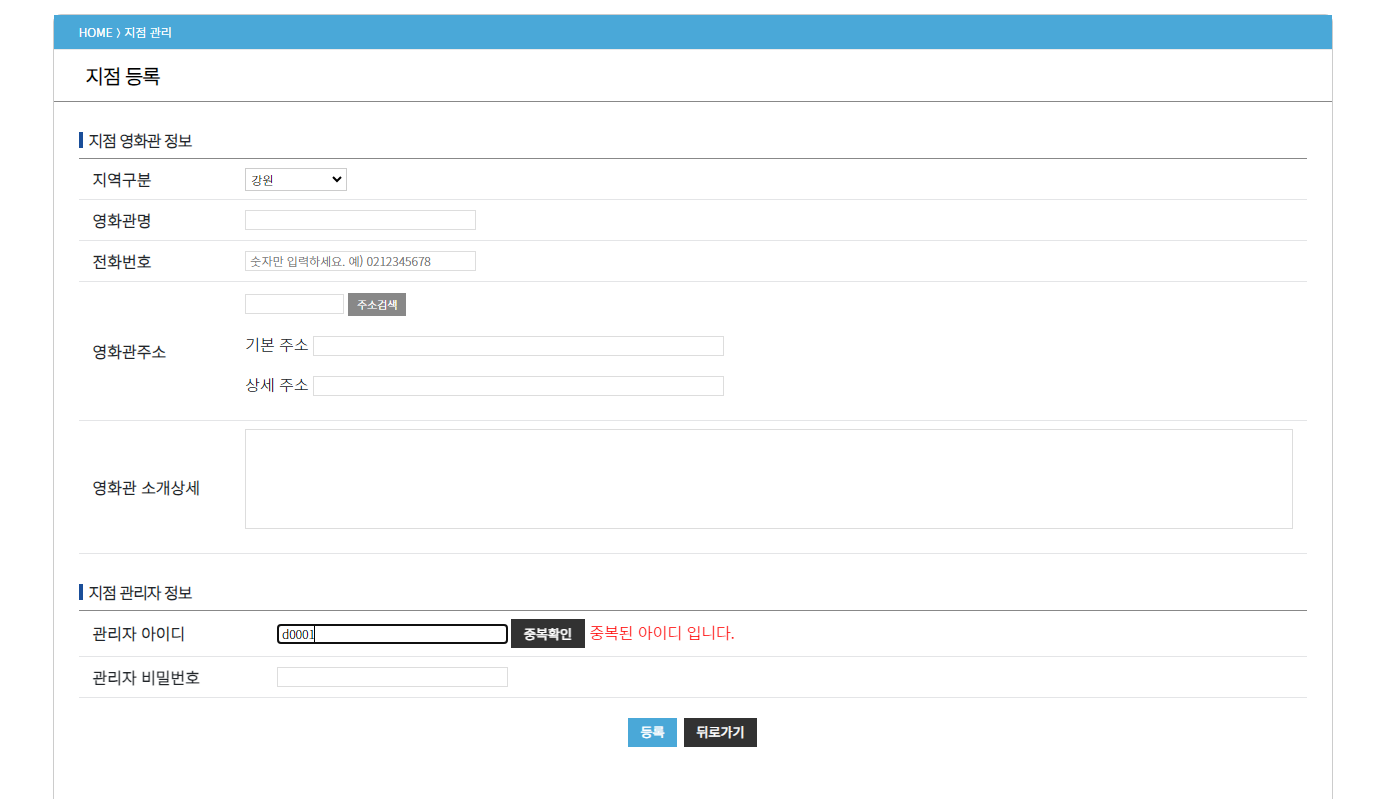 HOME > 지점 관리
지점 등록
지점 영화관 정보
지역구분 강원
영화관명
전화번호 숫자만 입력하세요. 예) 0212345678
주소검색
영화관주소
기본 주소
상세 주소
영화관 소개상세
지점 관리자 정보
관리자 아이디 d0001 중복확인 중복된 아이디 입니다.
관리자 비밀번호
등록 뒤로가기